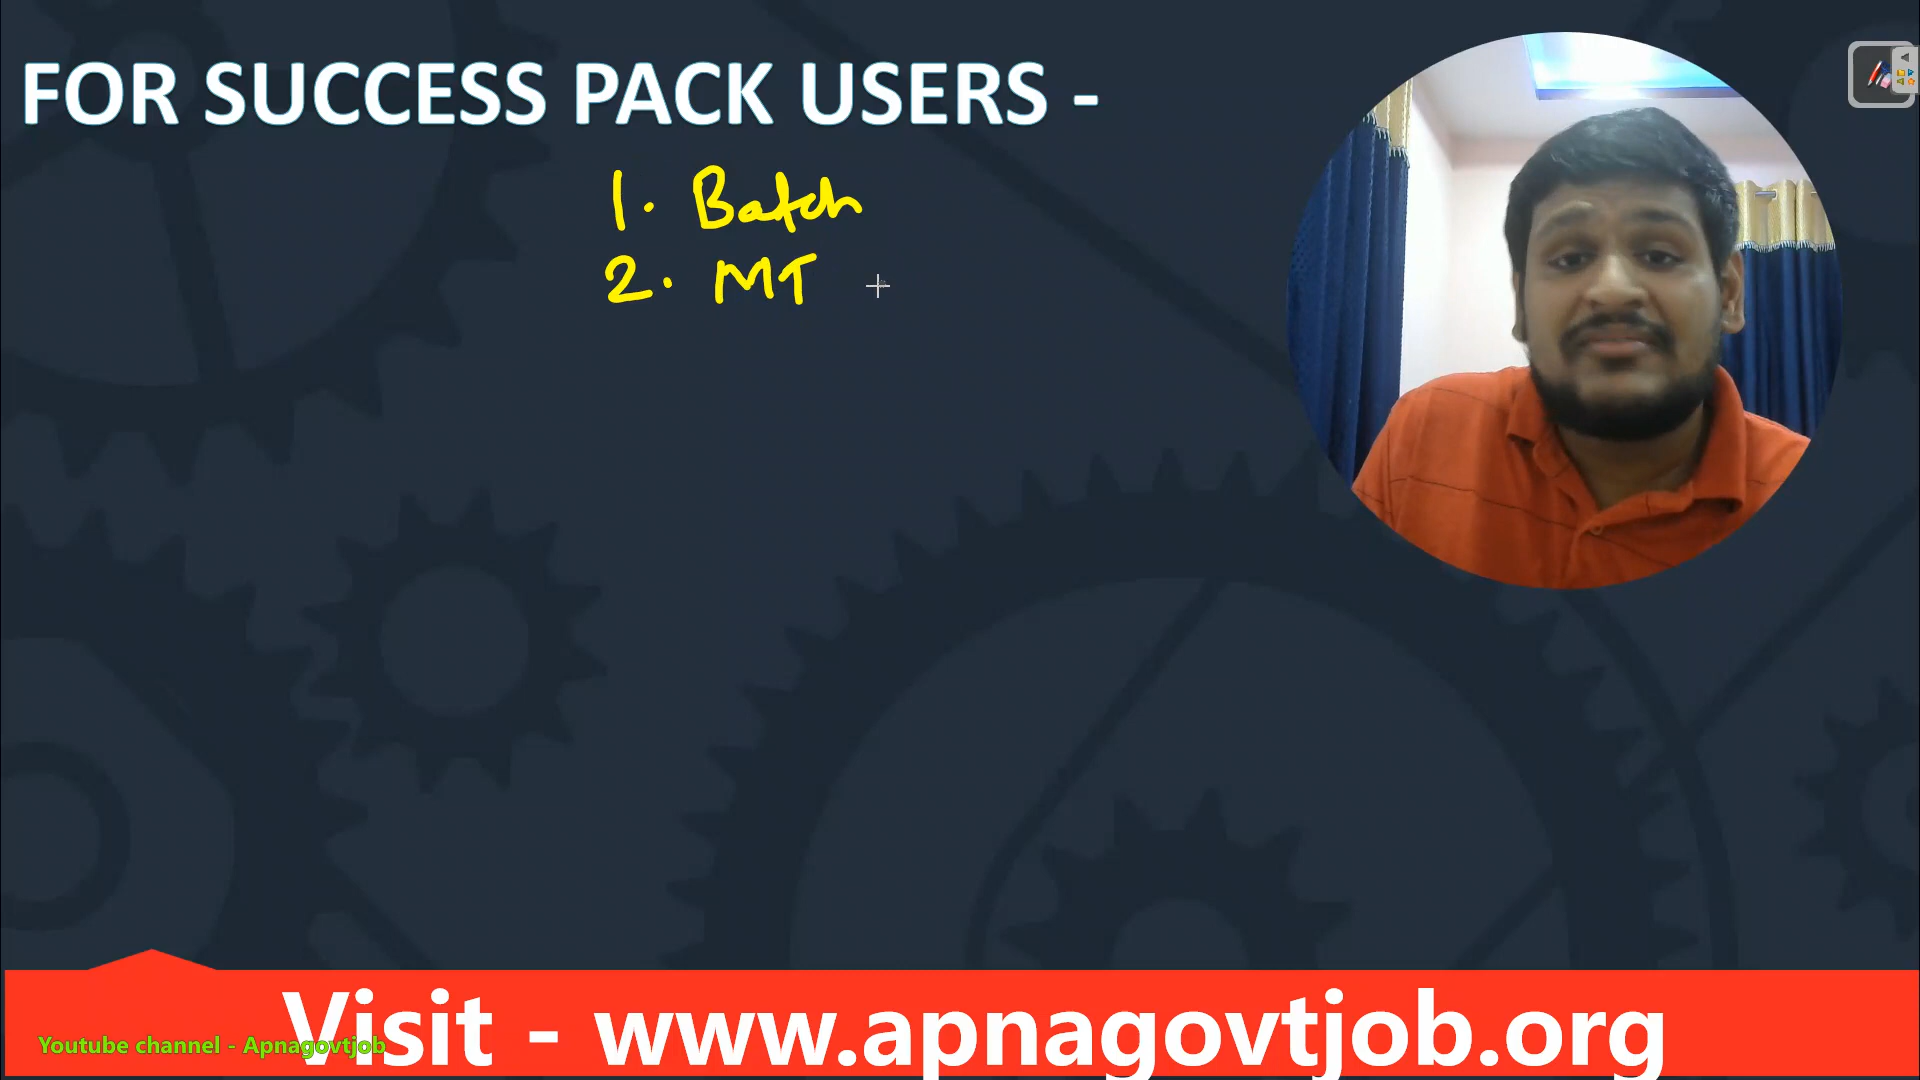 FOR SUCCESS PACK USERS -
1. Batch
2. MT
Visit - www.apnagovtjob.org
Youtube channel - Apnagovtjob